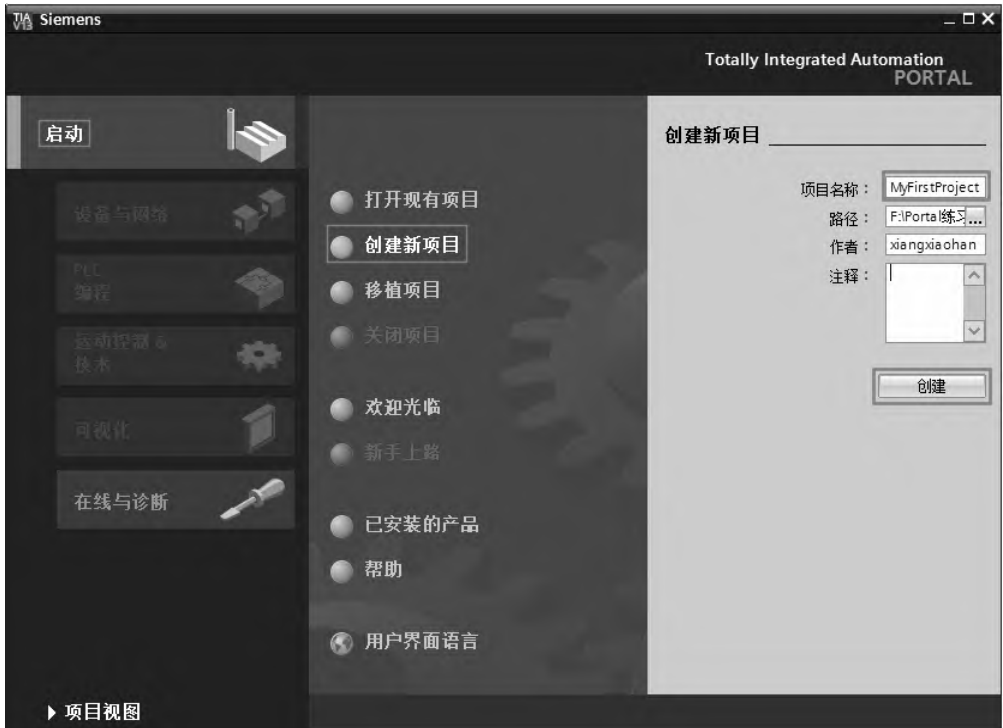 TIA
V13 Siemens
Totally Integrated Automation
PORTAL
启动
设备与网络
PLC
编程
运动控制 &
技术
可视化
在线与诊断
项目视图
打开现有项目
创建新项目
移植项目
关闭项目
欢迎光临
新手上路
已安装的产品
帮助
用户界面语言
创建新项目
项目名称： MyFirstProject
路径： F:\Portal练习 ...
作者： xiangxiaohan
注释：
创建